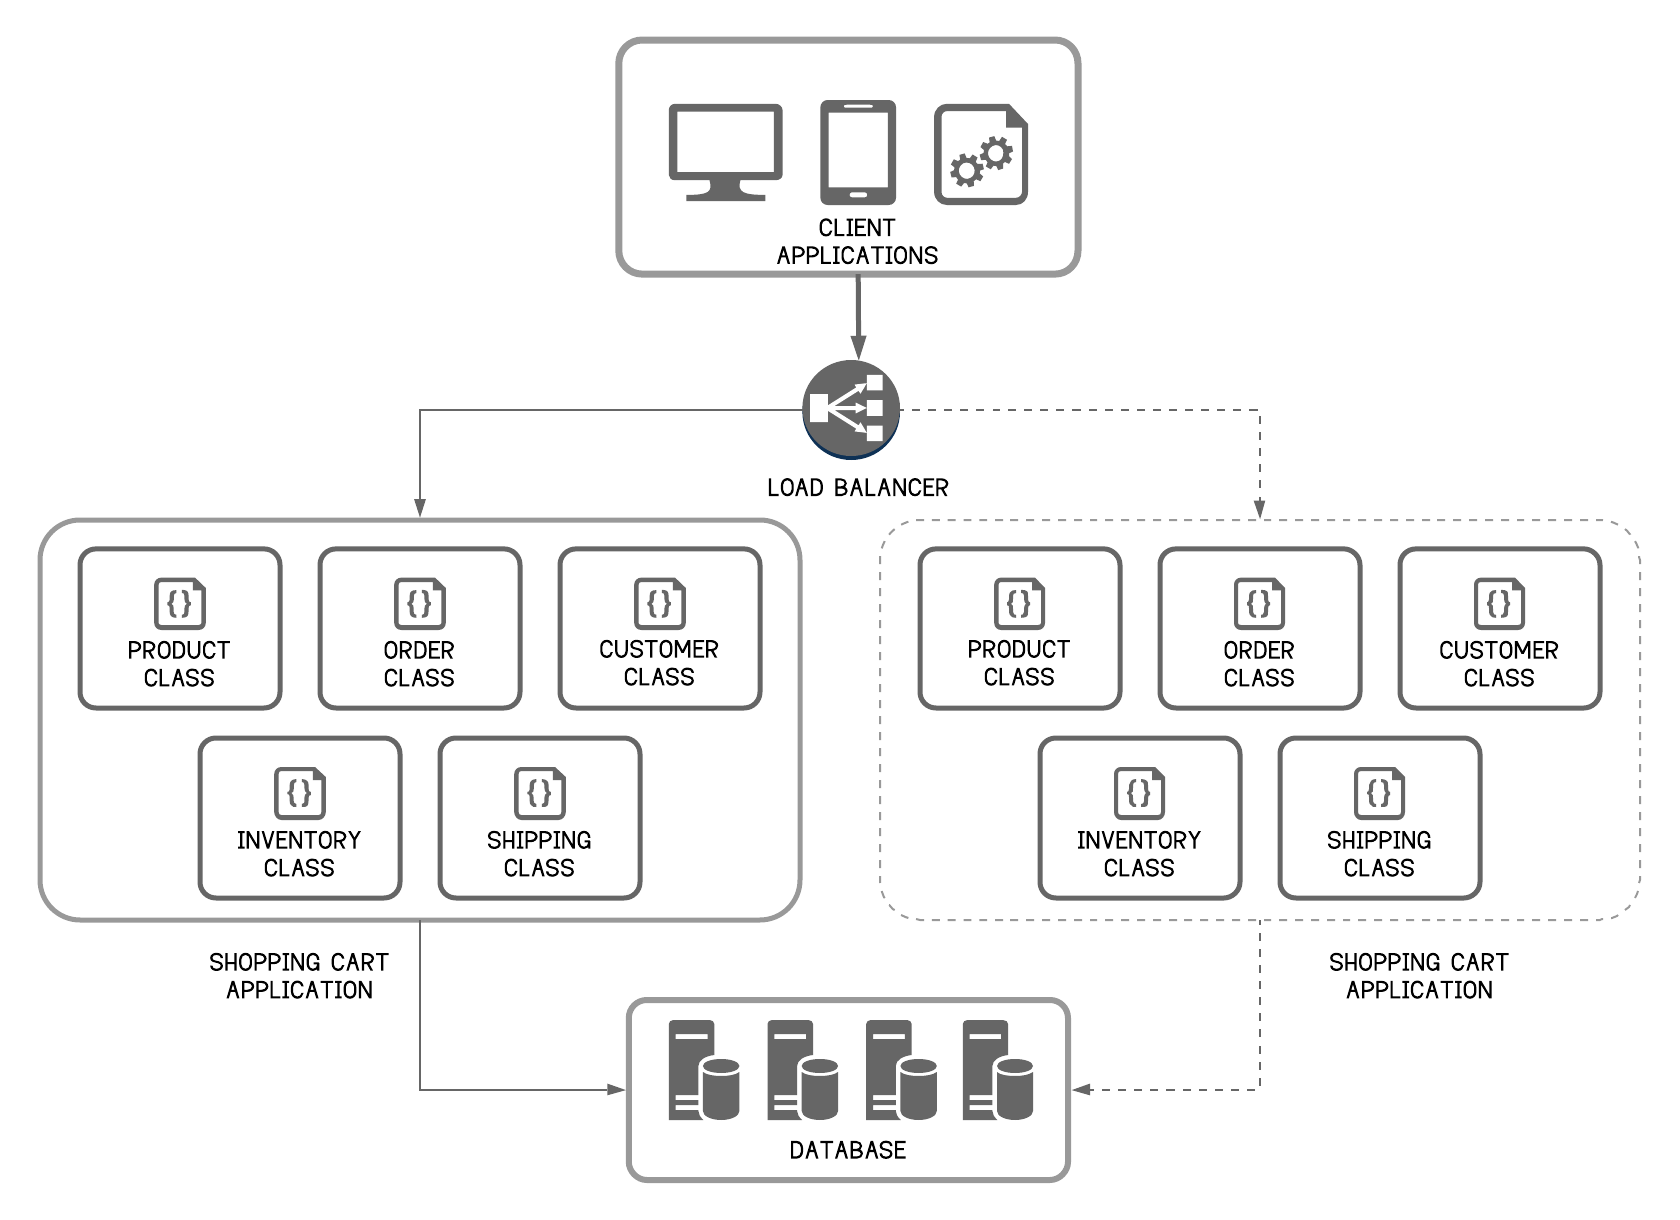 CLIENT
APPLICATIONS
LOAD BALANCER
{}
PRODUCT
CLASS
{}
ORDER
CLASS
{}
CUSTOMER
CLASS
{}
INVENTORY
CLASS
{}
SHIPPING
CLASS
SHOPPING CART
APPLICATION
{}
PRODUCT
CLASS
{}
ORDER
CLASS
{}
CUSTOMER
CLASS
{}
INVENTORY
CLASS
{}
SHIPPING
CLASS
SHOPPING CART
APPLICATION
DATABASE